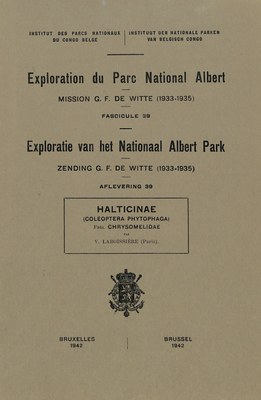 INSTITUT DES PARCS NATIONAUX
DU CONGO BELGE
INSTITUUT DER NATIONALE PARKEN
VAN BELGISCH CONGO
Exploration du Parc National Albert
MISSION G. F. DE WITTE (1933-1935)
FASCICULE 39
Exploratie van het Nationaal Albert Park
ZENDING G. F. DE WITTE (1933-1935)
AFLEVERING 39
HALTICINAE
(COLEOPTERA PHYTOPHAGA)
FAM. CHRYSOMELIDAE
PAR
V. LABOISSIÈRE (Paris)
BRUXELLES
1942
BRUSSEL
1942